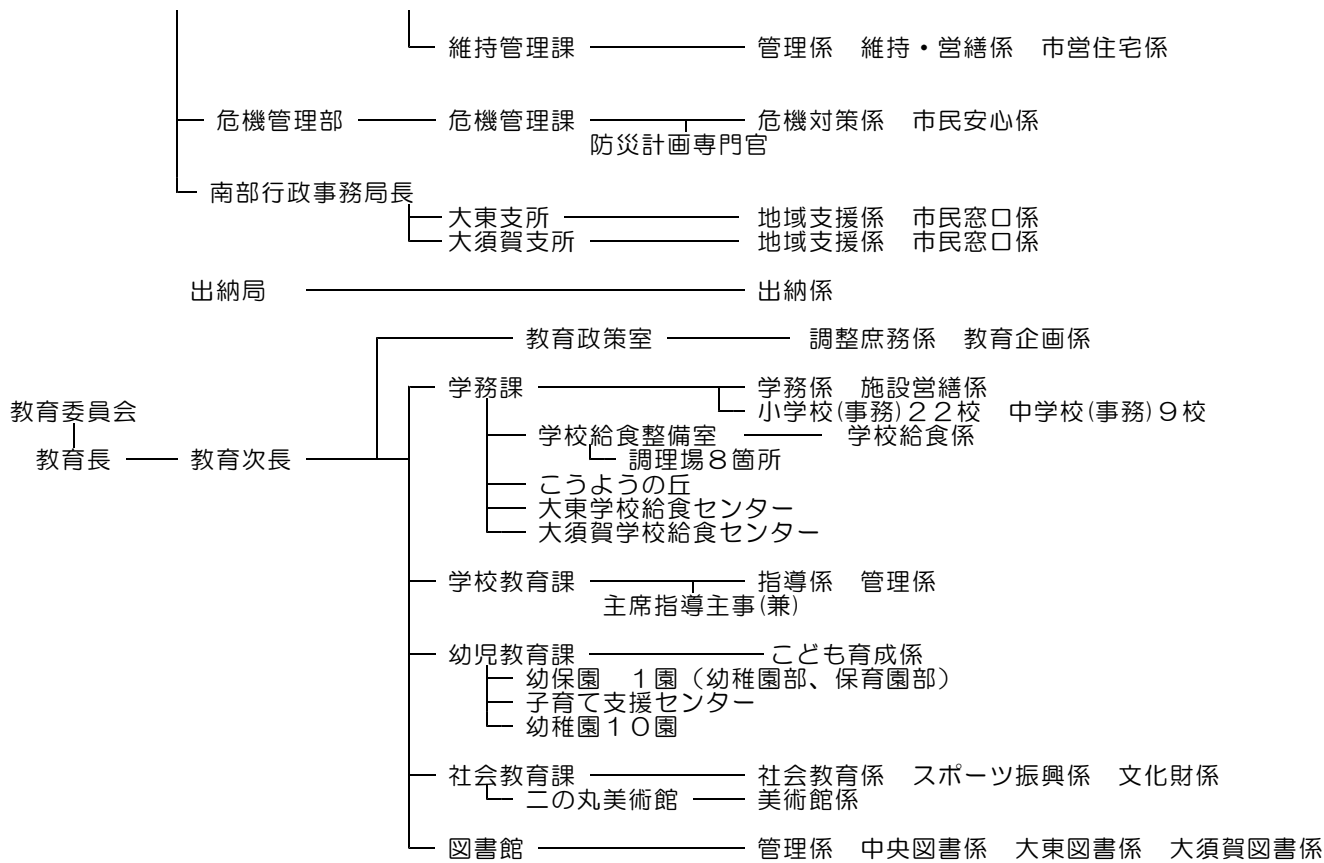 維持管理課 管理係 維持・営繕係 市営住宅係
危機管理部 危機管理課 危機対策係 市民安心係
防災計画専門官
南部行政事務局長
大東支所 地域支援係 市民窓口係
大須賀支所 地域支援係 市民窓口係
出納局 出納係
教育政策室 調整庶務係 教育企画係
学務課 学務係 施設営繕係
教育委員会 小学校(事務)２２校 中学校(事務)９校
学校給食整備室 学校給食係
教育長 教育次長 調理場８箇所
こうようの丘
大東学校給食センター
大須賀学校給食センター
学校教育課 指導係 管理係
主席指導主事(兼)
幼児教育課 こども育成係
幼保園 １園（幼稚園部、保育園部）
子育て支援センター
幼稚園１０園
社会教育課 社会教育係 スポーツ振興係 文化財係
二の丸美術館 美術館係
図書館 管理係 中央図書係 大東図書係 大須賀図書係